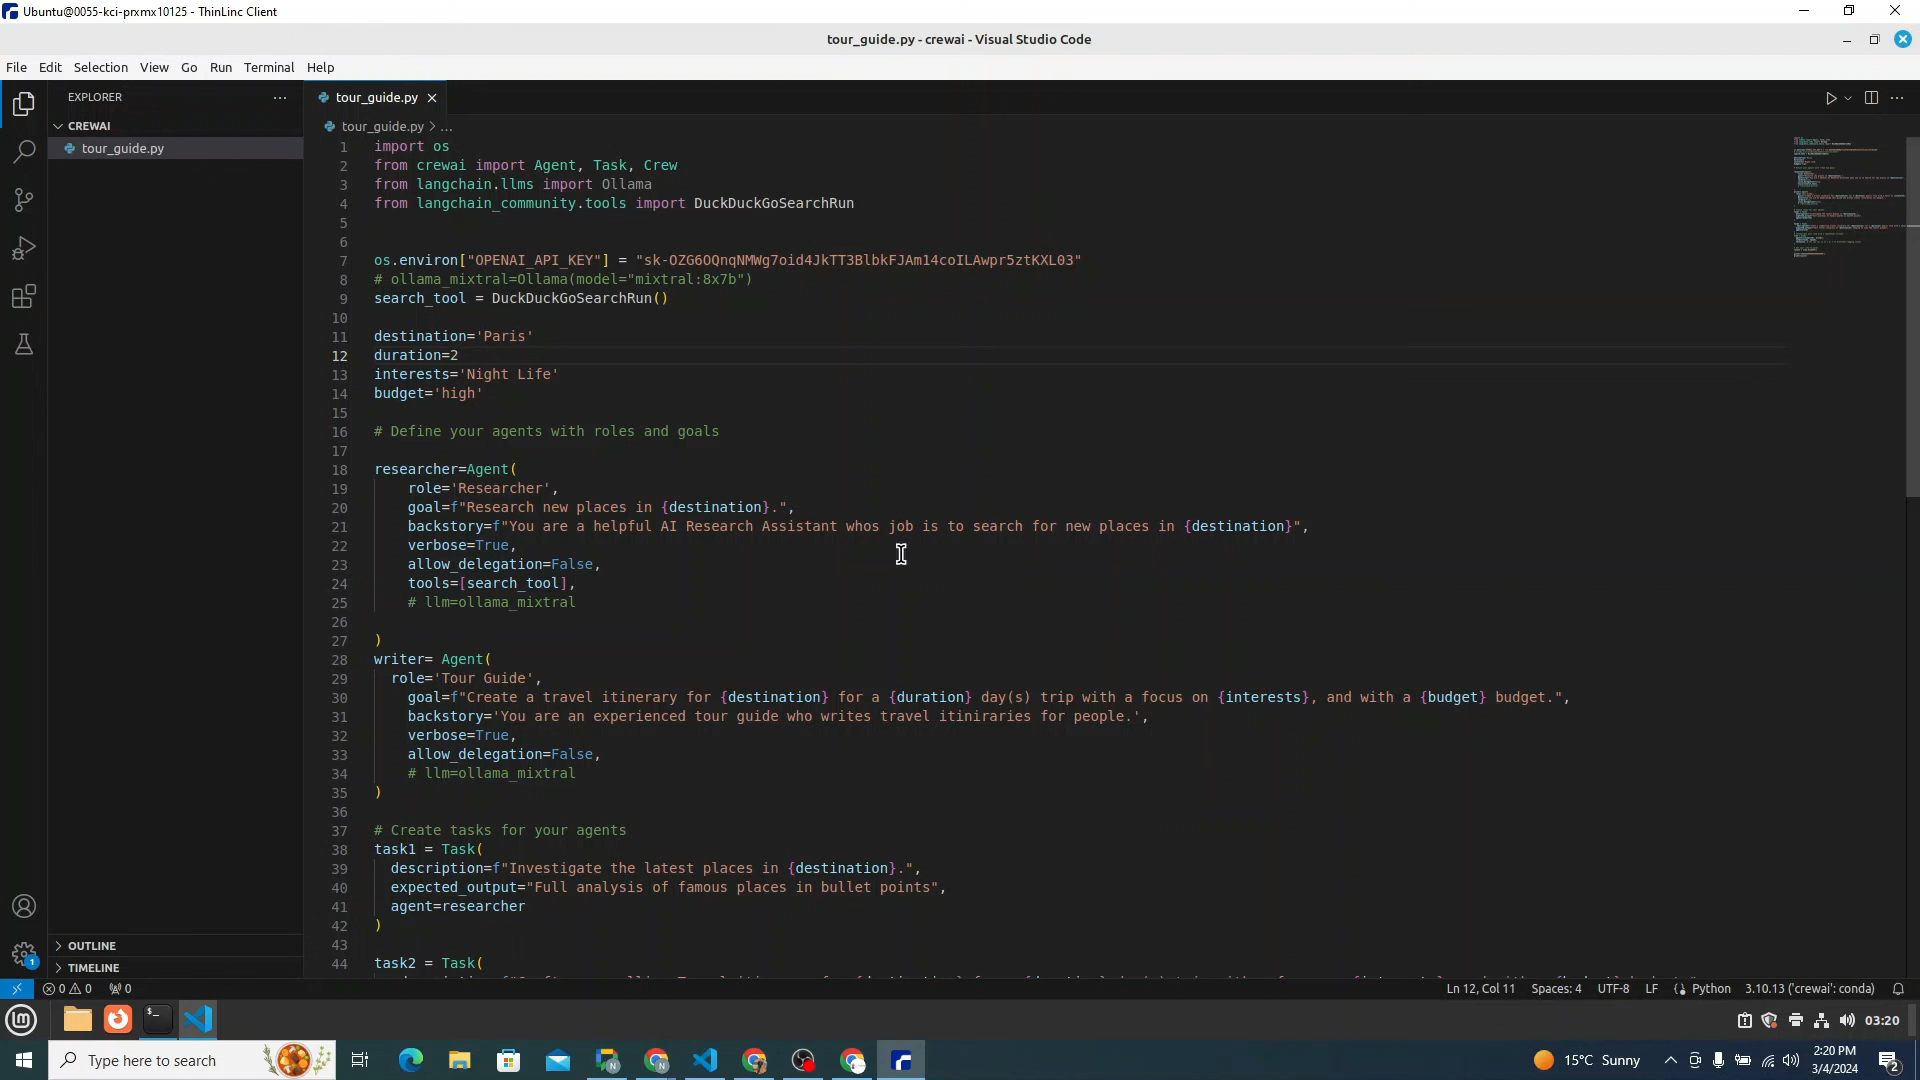 Ubuntu@0055-kci-prxmx10125 - ThinLinc Client
tour_guide.py - crewai - Visual Studio Code
File Edit Selection View Go Run Terminal Help
EXPLORER
CREWAI
tour_guide.py
OUTLINE
TIMELINE
tour_guide.py
tour_guide.py > ...
1 import os
2 from crewai import Agent, Task, Crew
3 from langchain.llms import Ollama
4 from langchain_community.tools import DuckDuckGoSearchRun
5
6
7 os.environ["OPENAI_API_KEY"] = "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"
8 # ollama_mixtral=Ollama(model="mixtral:8x7b")
9 search_tool = DuckDuckGoSearchRun()
10
11 destination='Paris'
12 duration=2
13 interests='Night Life'
14 budget='high'
15
16 # Define your agents with roles and goals
17
18 researcher=Agent(
19 role='Researcher',
20 goal=f"Research new places in {destination}.",
21 backstory=f"You are a helpful AI Research Assistant whos job is to search for new places in {destination}",
22 verbose=True,
23 allow_delegation=False,
24 tools=[search_tool],
25 # llm=ollama_mixtral
26
27 )
28 writer= Agent(
29 role='Tour Guide',
30 goal=f"Create a travel itinerary for {destination} for a {duration} day(s) trip with a focus on {interests}, and with a {budget} budget.",
31 backstory='You are an experienced tour guide who writes travel itiniraries for people.',
32 verbose=True,
33 allow_delegation=False,
34 # llm=ollama_mixtral
35 )
36
37 # Create tasks for your agents
38 task1 = Task(
39 description=f"Investigate the latest places in {destination}.",
40 expected_output="Full analysis of famous places in bullet points",
41 agent=researcher
42 )
43
44 task2 = Task(
0 0 0 Ln 12, Col 11 Spaces: 4 UTF-8 LF Python 3.10.13 ('crewai': conda)
03:20
Type here to search
15°C Sunny
2:20 PM
3/4/2024
2